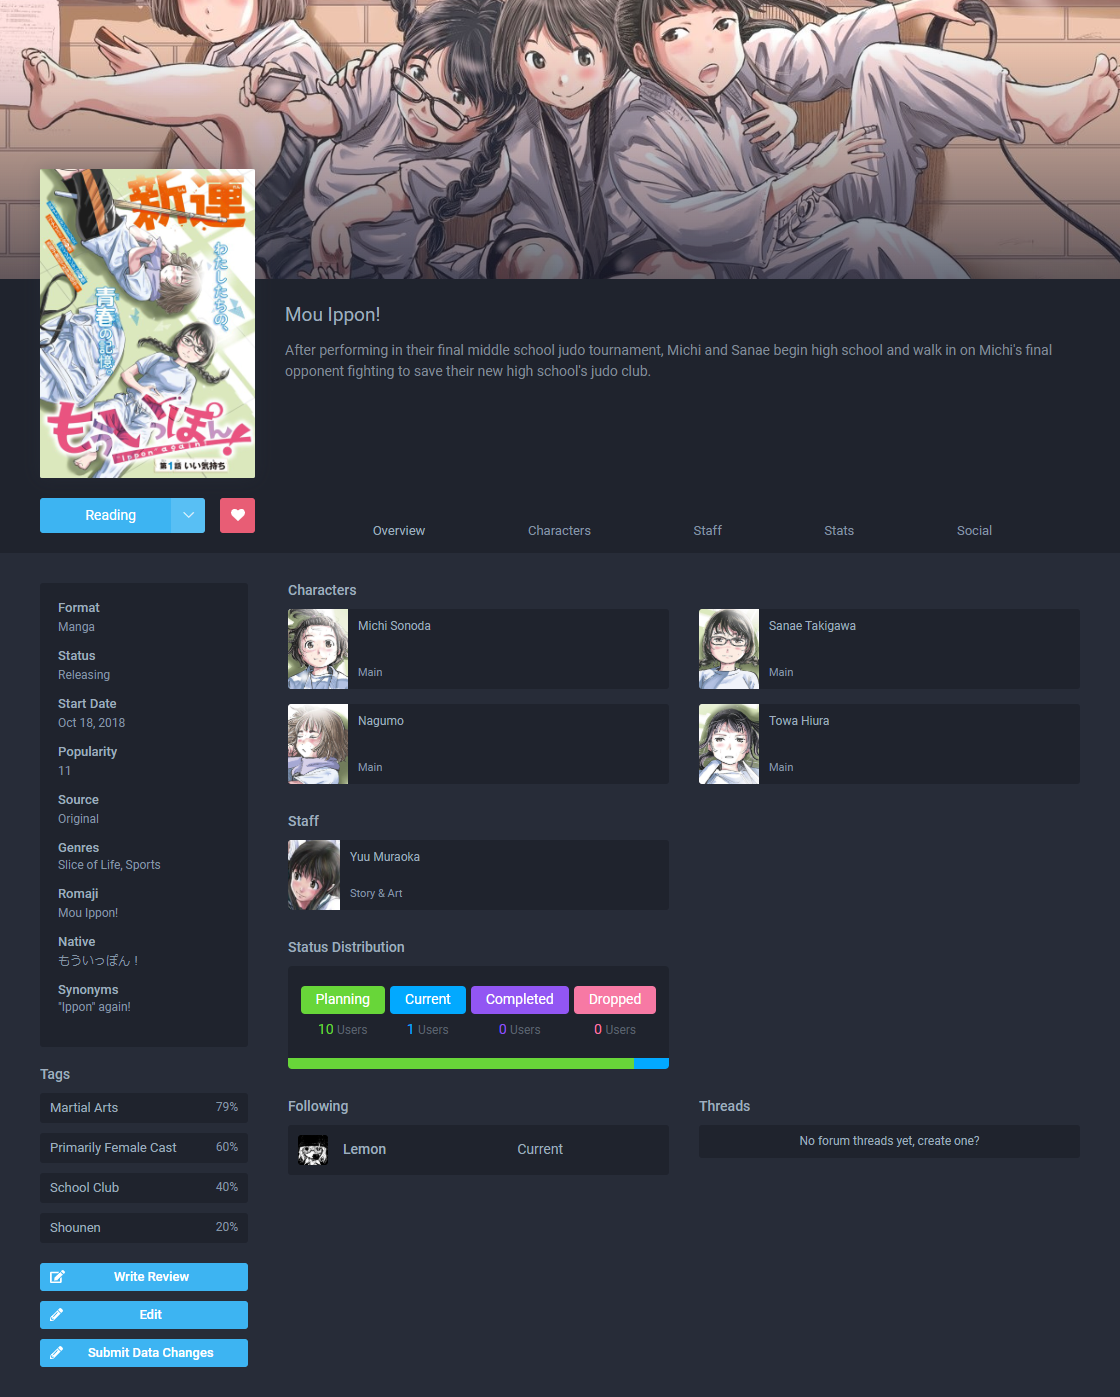 新連
わたしたちの、
青春の記憶。
もういっぽん!
"Ippon" again!
第1話 いい気持ち
Mou Ippon!
After performing in their final middle school judo tournament, Michi and Sanae begin high school and walk in on Michi's final
opponent fighting to save their new high school's judo club.
Reading
Overview Characters Staff Stats Social
Format
Manga
Status
Releasing
Start Date
Oct 18, 2018
Popularity
11
Source
Original
Genres
Slice of Life, Sports
Romaji
Mou Ippon!
Native
もういっぽん！
Synonyms
"Ippon" again!
Tags
Martial Arts 79%
Primarily Female Cast 60%
School Club 40%
Shounen 20%
Write Review
Edit
Submit Data Changes
Characters
Michi Sonoda
Main
Sanae Takigawa
Main
Nagumo
Main
Towa Hiura
Main
Staff
Yuu Muraoka
Story & Art
Status Distribution
Planning Current Completed Dropped
10 Users 1 Users 0 Users 0 Users
Following
Lemon Current
Threads
No forum threads yet, create one?